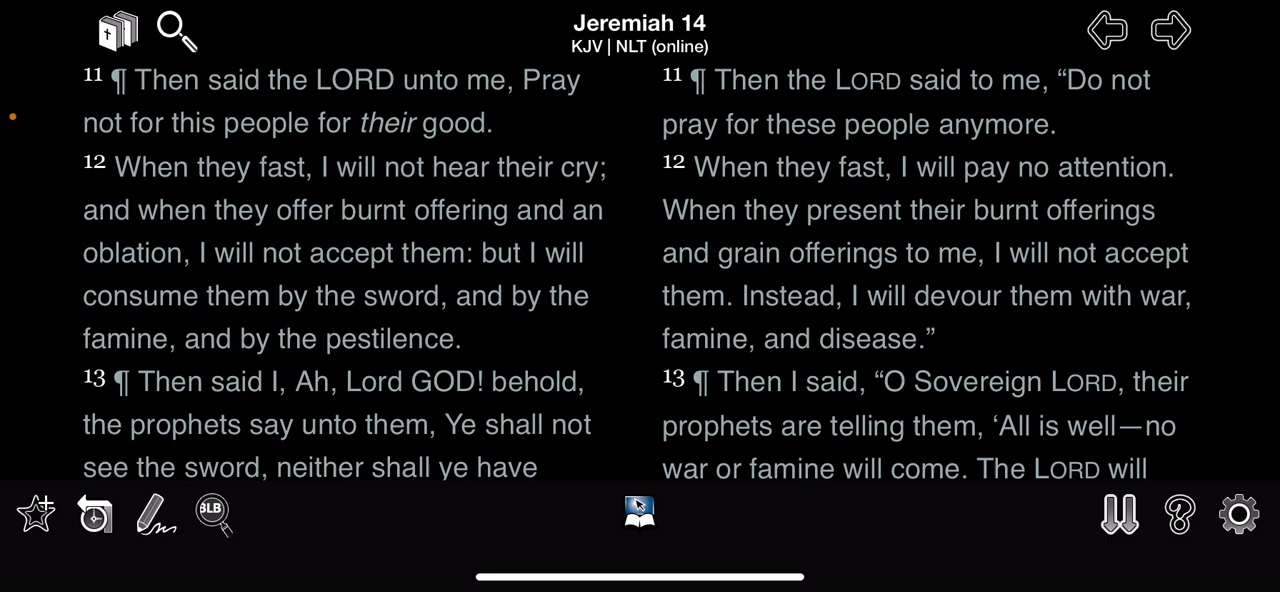 Jeremiah 14
KJV | NLT (online)
11 ¶ Then said the LORD unto me, Pray
not for this people for their good.
12 When they fast, I will not hear their cry;
and when they offer burnt offering and an
oblation, I will not accept them: but I will
consume them by the sword, and by the
famine, and by the pestilence.
13 ¶ Then said I, Ah, Lord GOD! behold,
the prophets say unto them, Ye shall not
see the sword, neither shall ye have
11 ¶ Then the LORD said to me, “Do not
pray for these people anymore.
12 When they fast, I will pay no attention.
When they present their burnt offerings
and grain offerings to me, I will not accept
them. Instead, I will devour them with war,
famine, and disease.”
13 ¶ Then I said, “O Sovereign LORD, their
prophets are telling them, ‘All is well—no
war or famine will come. The LORD will
BLB